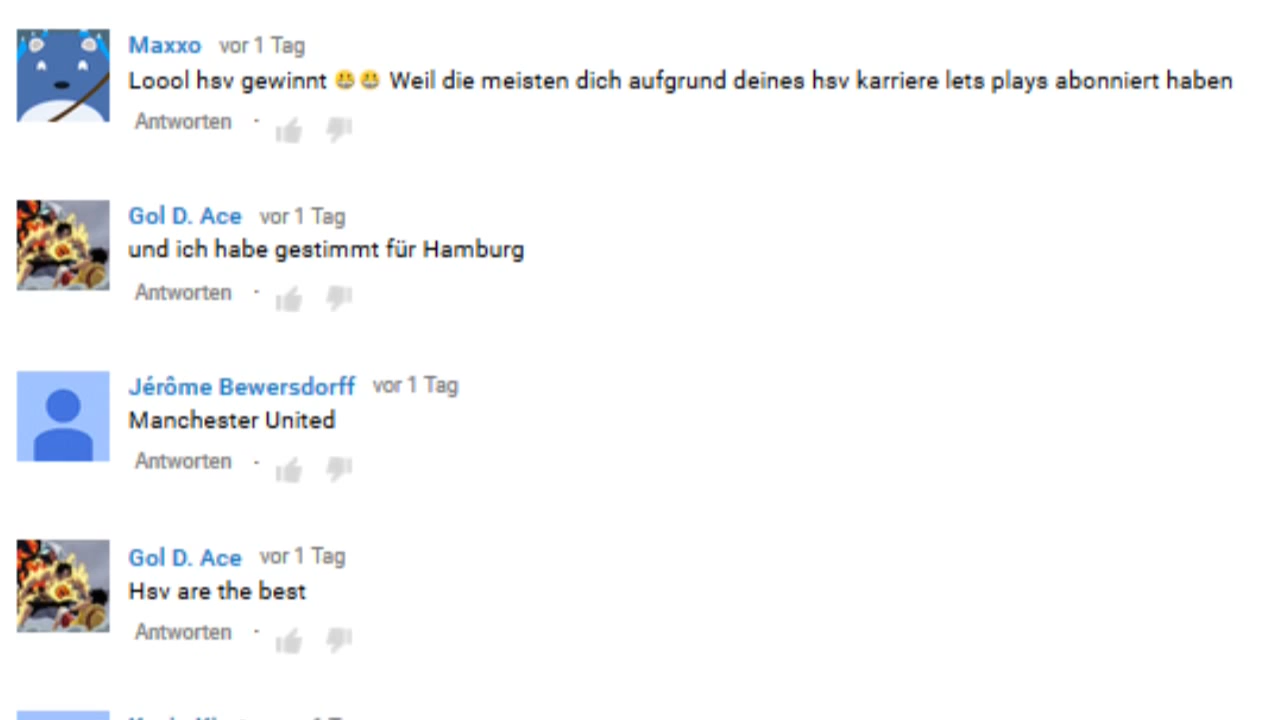 Maxxo vor 1 Tag
Loool hsv gewinnt 😀😀 Weil die meisten dich aufgrund deines hsv karriere lets plays abonniert haben
Antworten ·
Gol D. Ace vor 1 Tag
und ich habe gestimmt für Hamburg
Antworten ·
Jérôme Bewersdorff vor 1 Tag
Manchester United
Antworten ·
Gol D. Ace vor 1 Tag
Hsv are the best
Antworten ·